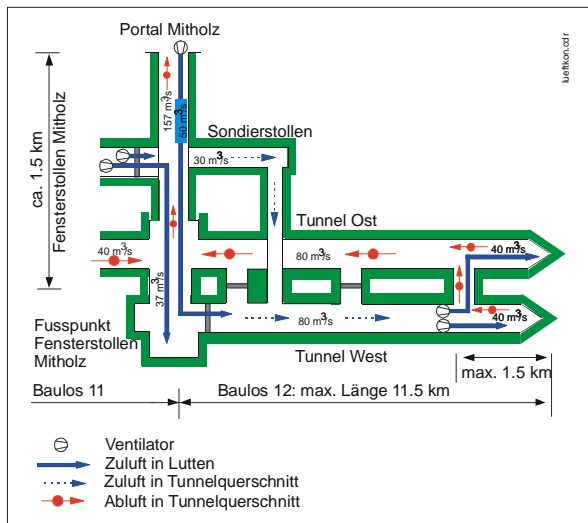 Portal Mitholz
lueftkon.cdr
ca. 1.5 km
Fensterstollen Mitholz
157 m³/s
50 m³/s
Sondierstollen
30 m³/s
Tunnel Ost
40 m³/s
80 m³/s
40 m³/s
37 m³/s
80 m³/s
40 m³/s
Fusspunkt
Fensterstollen
Mitholz
Tunnel West
max. 1.5 km
Baulos 11
Baulos 12: max. Länge 11.5 km
Ventilator
Zuluft in Lutten
Zuluft in Tunnelquerschnitt
Abluft in Tunnelquerschnitt